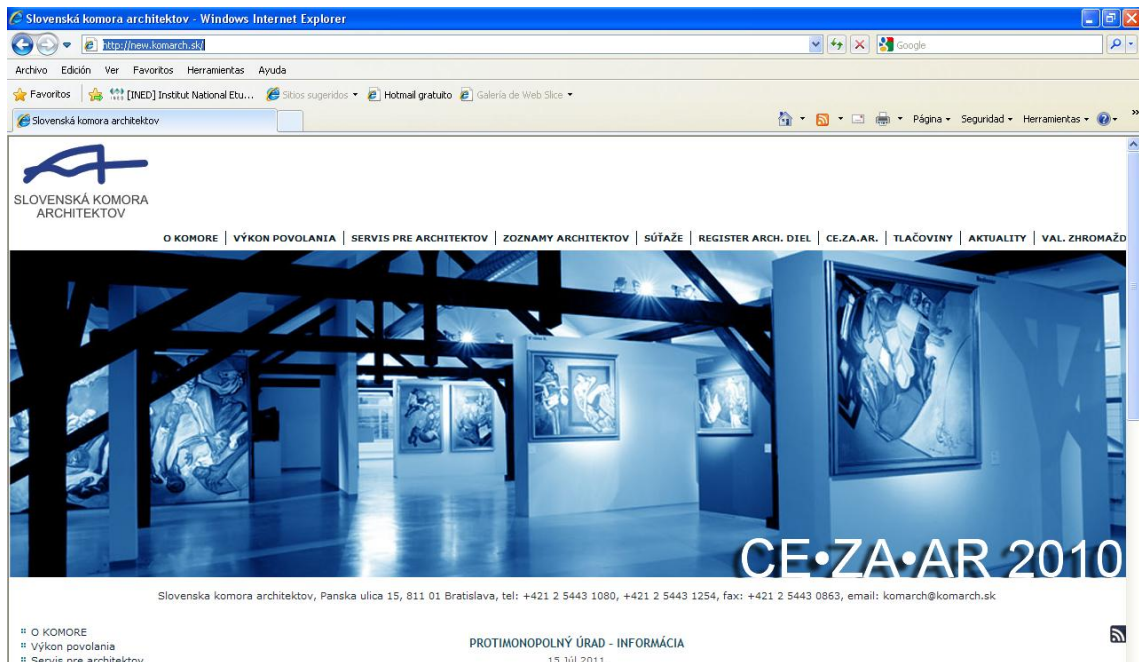 Slovenská komora architektov - Windows Internet Explorer
http://new.komarch.sk/
Google
Archivo Edición Ver Favoritos Herramientas Ayuda
Favoritos [INED] Institut National Etu... Sitios sugeridos Hotmail gratuito Galería de Web Slice
Slovenská komora architektov
Página Seguridad Herramientas »
SLOVENSKÁ KOMORA
ARCHITEKTOV
O KOMORE | VÝKON POVOLANIA | SERVIS PRE ARCHITEKTOV | ZOZNAMY ARCHITEKTOV | SÚŤAŽE | REGISTER ARCH. DIEL | CE.ZA.AR. | TLAČOVINY | AKTUALITY | VAL. ZHROMAŽD
CE•ZA•AR 2010
Slovenska komora architektov, Panska ulica 15, 811 01 Bratislava, tel: +421 2 5443 1080, +421 2 5443 1254, fax: +421 2 5443 0863, email: komarch@komarch.sk
O KOMORE
Výkon povolania
Servis pre architektov
PROTIMONOPOLNÝ ÚRAD - INFORMÁCIA
15 Júl 2011